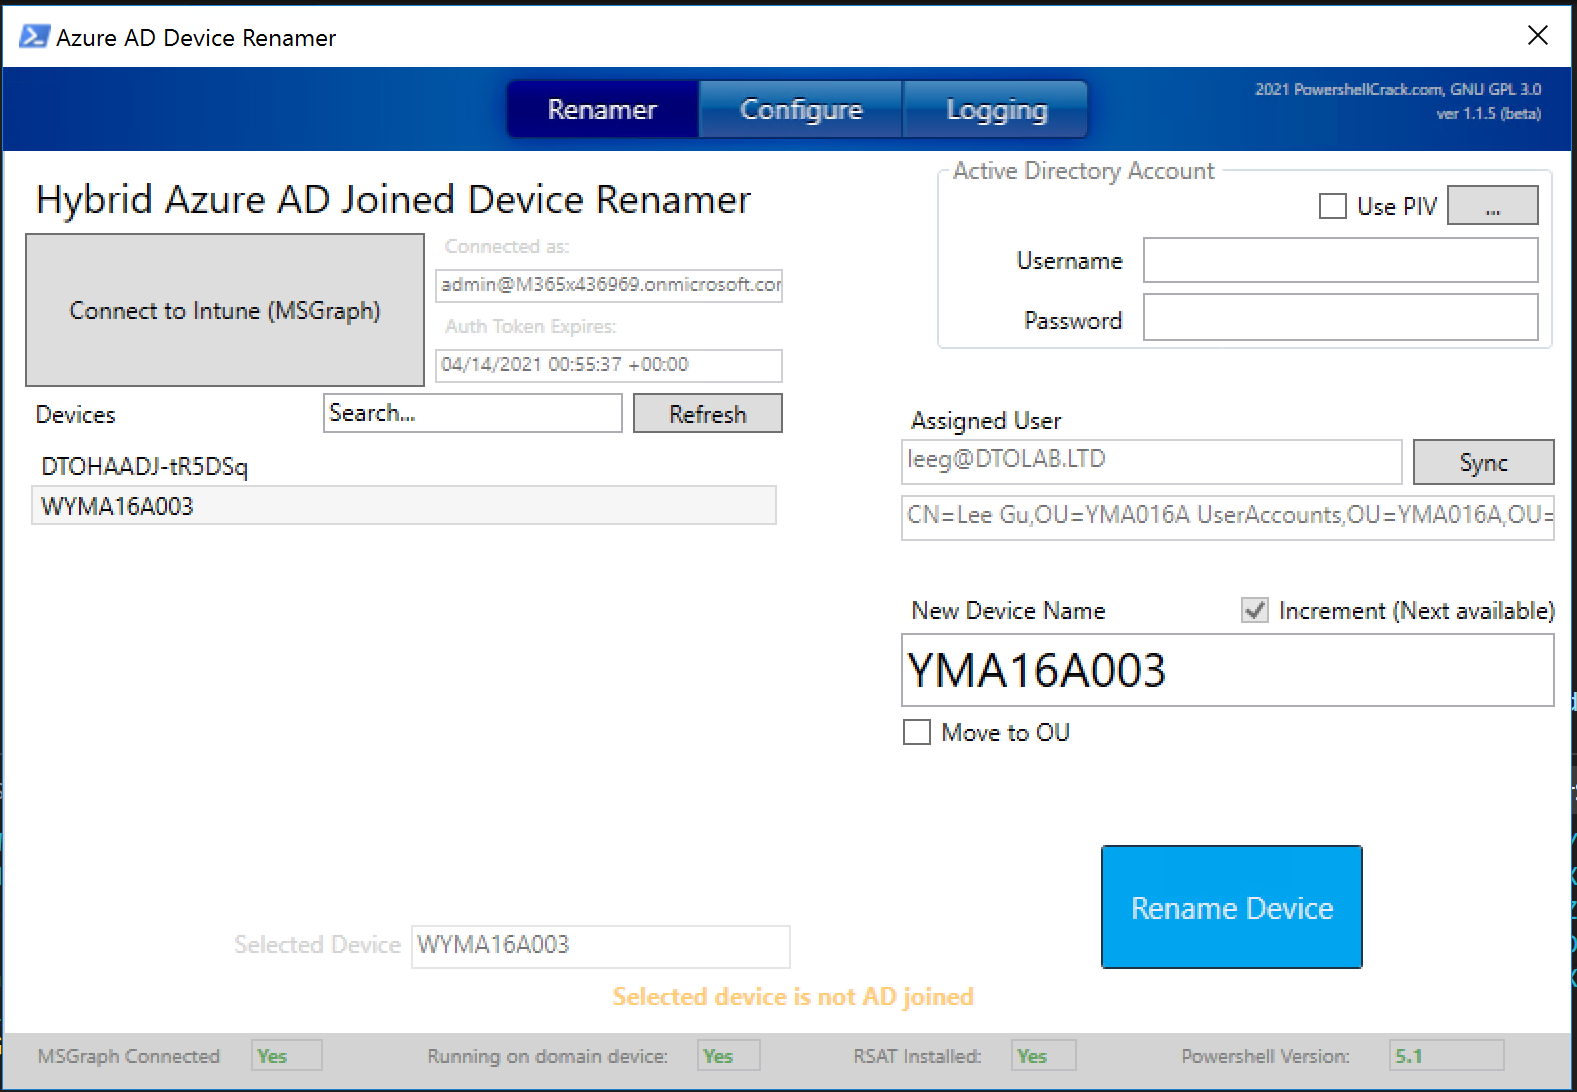 Azure AD Device Renamer
Renamer
Configure
Logging
2021 PowershellCrack.com, GNU GPL 3.0
ver 1.1.5 (beta)
Hybrid Azure AD Joined Device Renamer
Connect to Intune (MSGraph)
Connected as:
admin@M365x436969.onmicrosoft.com
Auth Token Expires:
04/14/2021 00:55:37 +00:00
Devices
Search...
Refresh
DTOHAADJ-tR5DSq
WYMA16A003
Active Directory Account
Use PIV
...
Username
Password
Assigned User
leeg@DTOLAB.LTD
Sync
CN=Lee Gu,OU=YMA016A UserAccounts,OU=YMA016A,OU=
New Device Name
Increment (Next available)
YMA16A003
Move to OU
Rename Device
Selected Device
WYMA16A003
Selected device is not AD joined
MSGraph Connected
Yes
Running on domain device:
Yes
RSAT Installed:
Yes
Powershell Version:
5.1